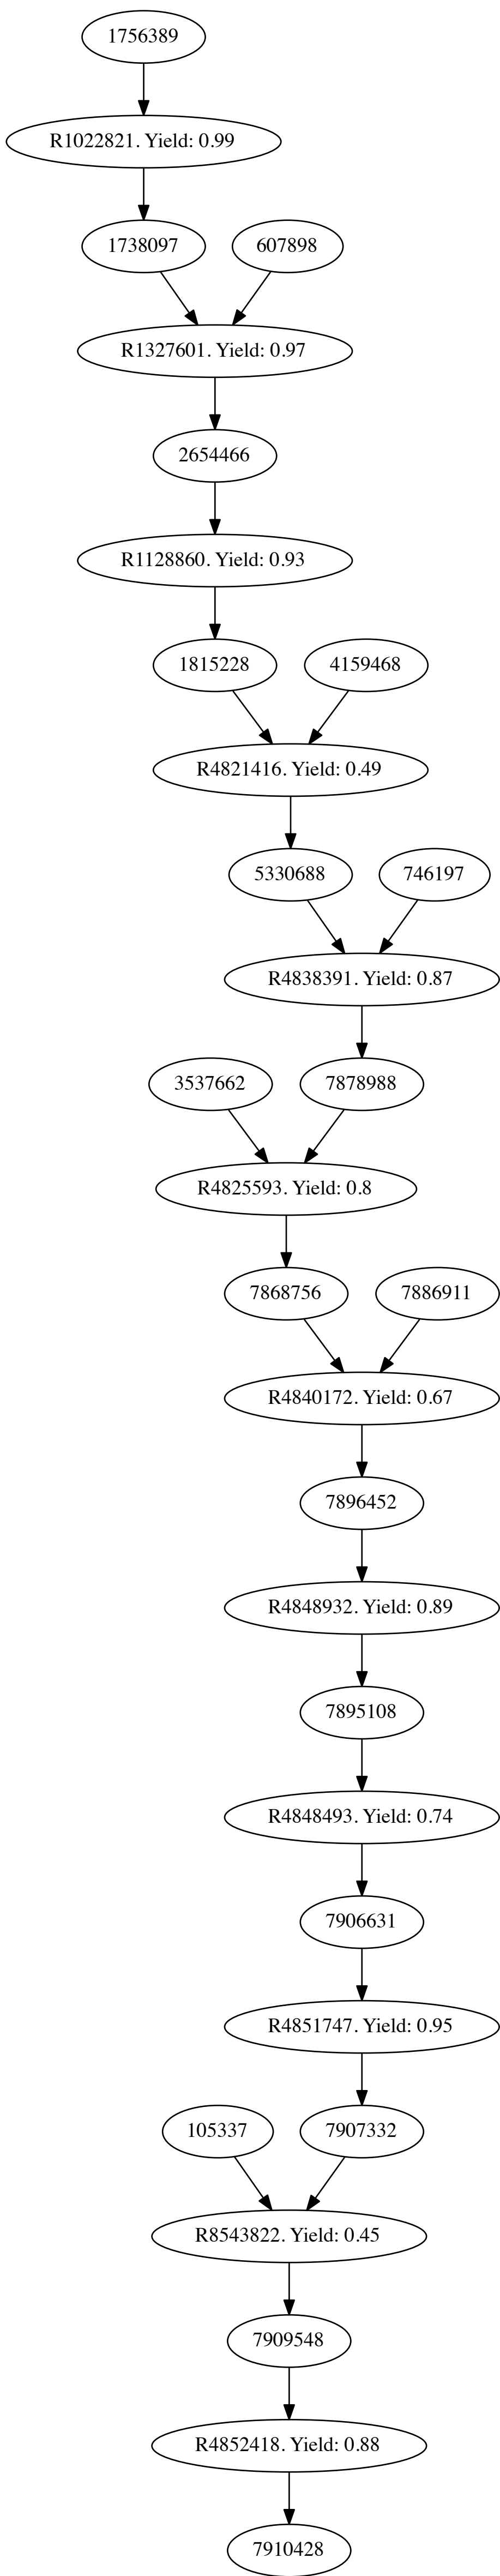 1756389
R1022821. Yield: 0.99
1738097
607898
R1327601. Yield: 0.97
2654466
R1128860. Yield: 0.93
1815228
4159468
R4821416. Yield: 0.49
5330688
746197
R4838391. Yield: 0.87
3537662
7878988
R4825593. Yield: 0.8
7868756
7886911
R4840172. Yield: 0.67
7896452
R4848932. Yield: 0.89
7895108
R4848493. Yield: 0.74
7906631
R4851747. Yield: 0.95
105337
7907332
R8543822. Yield: 0.45
7909548
R4852418. Yield: 0.88
7910428